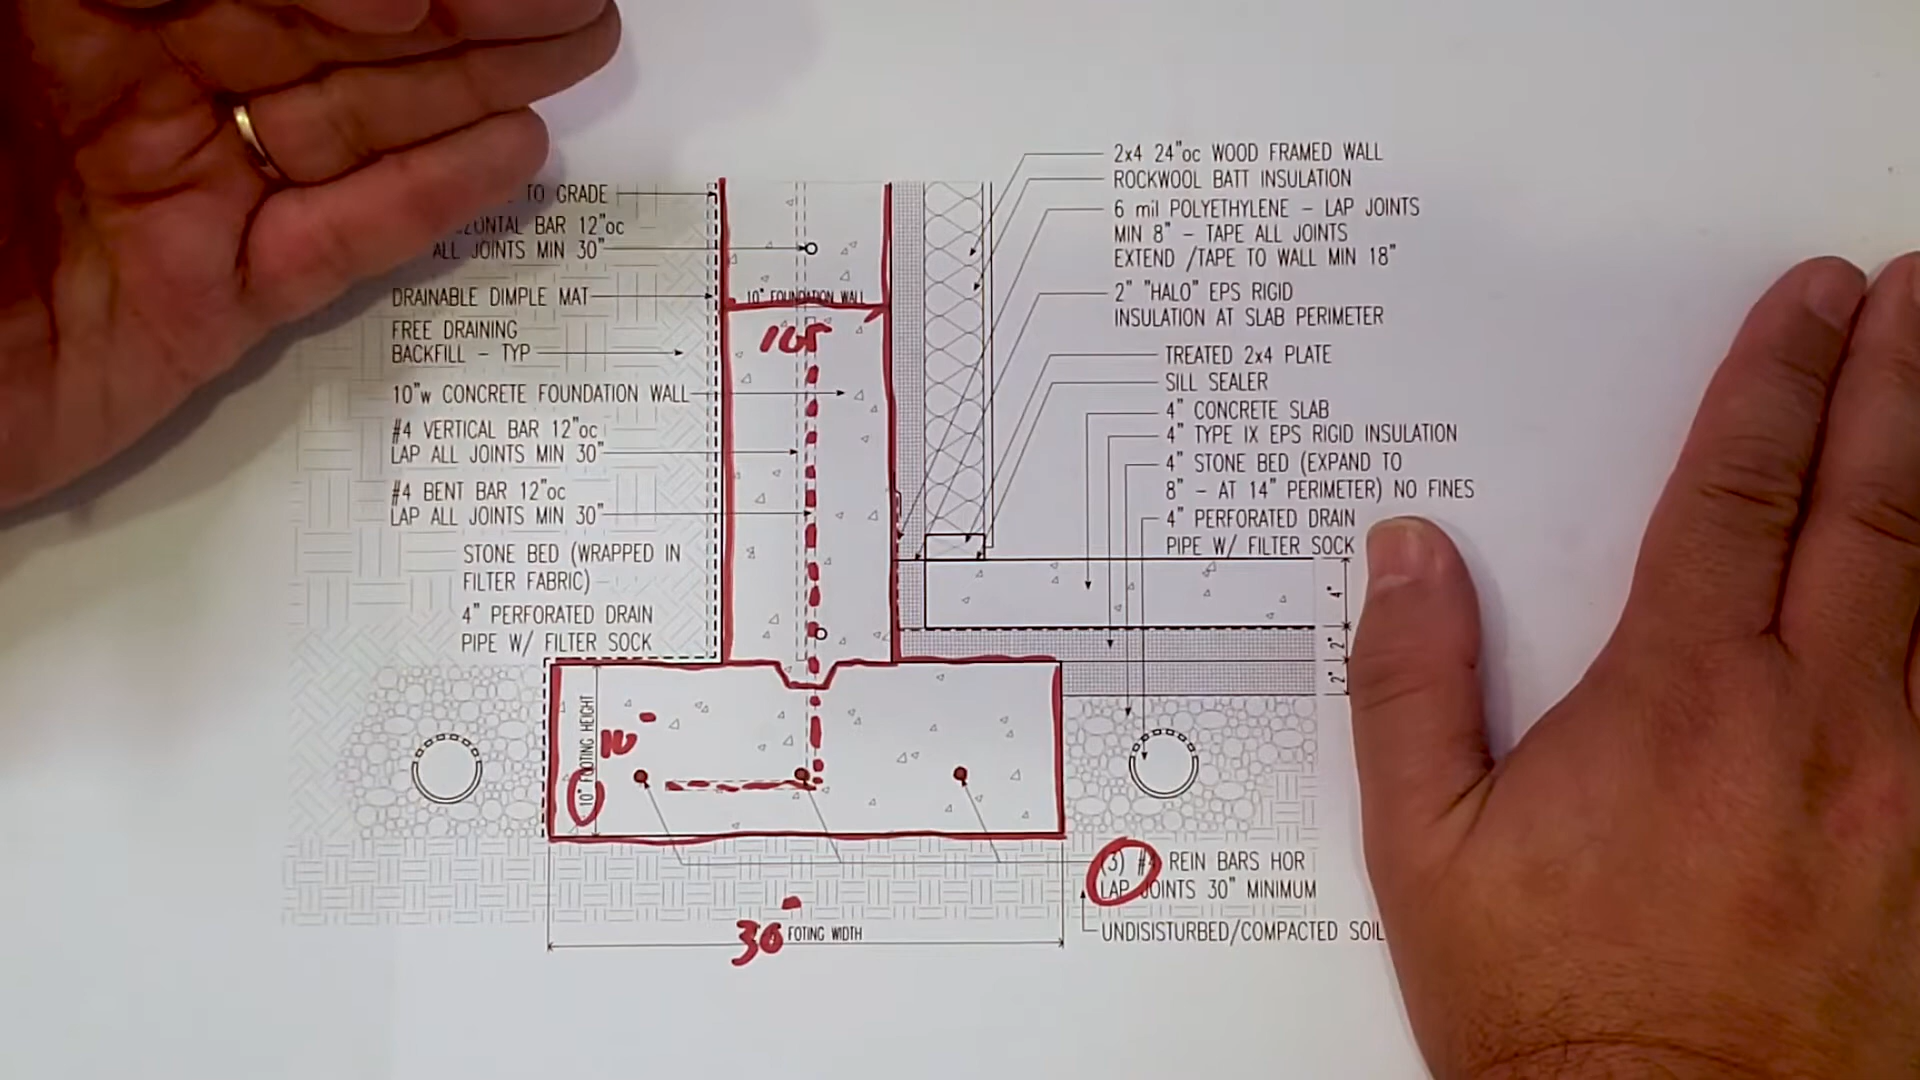 TO GRADE
BAR 12"oc
ALL JOINTS MIN 30"
DRAINABLE DIMPLE MAT
FREE DRAINING
BACKFILL - TYP
10"w CONCRETE FOUNDATION WALL
#4 VERTICAL BAR 12"oc
LAP ALL JOINTS MIN 30"
#4 BENT BAR 12"oc
LAP ALL JOINTS MIN 30"
STONE BED (WRAPPED IN
FILTER FABRIC)
4" PERFORATED DRAIN
PIPE W/ FILTER SOCK
10" FOUNDATION WALL
10" FOOTING HEIGHT
10"
30"
FOTING WIDTH
2x4 24"oc WOOD FRAMED WALL
ROCKWOOL BATT INSULATION
6 mil POLYETHYLENE - LAP JOINTS
MIN 8" - TAPE ALL JOINTS
EXTEND /TAPE TO WALL MIN 18"
2" "HALO" EPS RIGID
INSULATION AT SLAB PERIMETER
TREATED 2x4 PLATE
SILL SEALER
4" CONCRETE SLAB
4" TYPE IX EPS RIGID INSULATION
4" STONE BED (EXPAND TO
8" - AT 14" PERIMETER) NO FINES
4" PERFORATED DRAIN
PIPE W/ FILTER SOCK
4"
2"
2"
(3) #4 REIN BARS HOR
LAP JOINTS 30" MINIMUM
UNDISISTURBED/COMPACTED SOIL